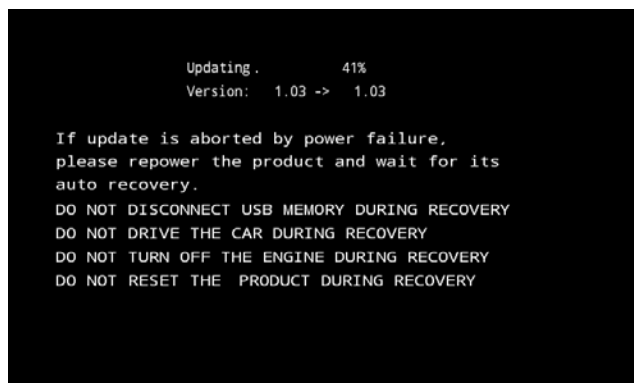 Updating. 41%
Version: 1.03 -> 1.03
If update is aborted by power failure,
please repower the product and wait for its
auto recovery.
DO NOT DISCONNECT USB MEMORY DURING RECOVERY
DO NOT DRIVE THE CAR DURING RECOVERY
DO NOT TURN OFF THE ENGINE DURING RECOVERY
DO NOT RESET THE PRODUCT DURING RECOVERY